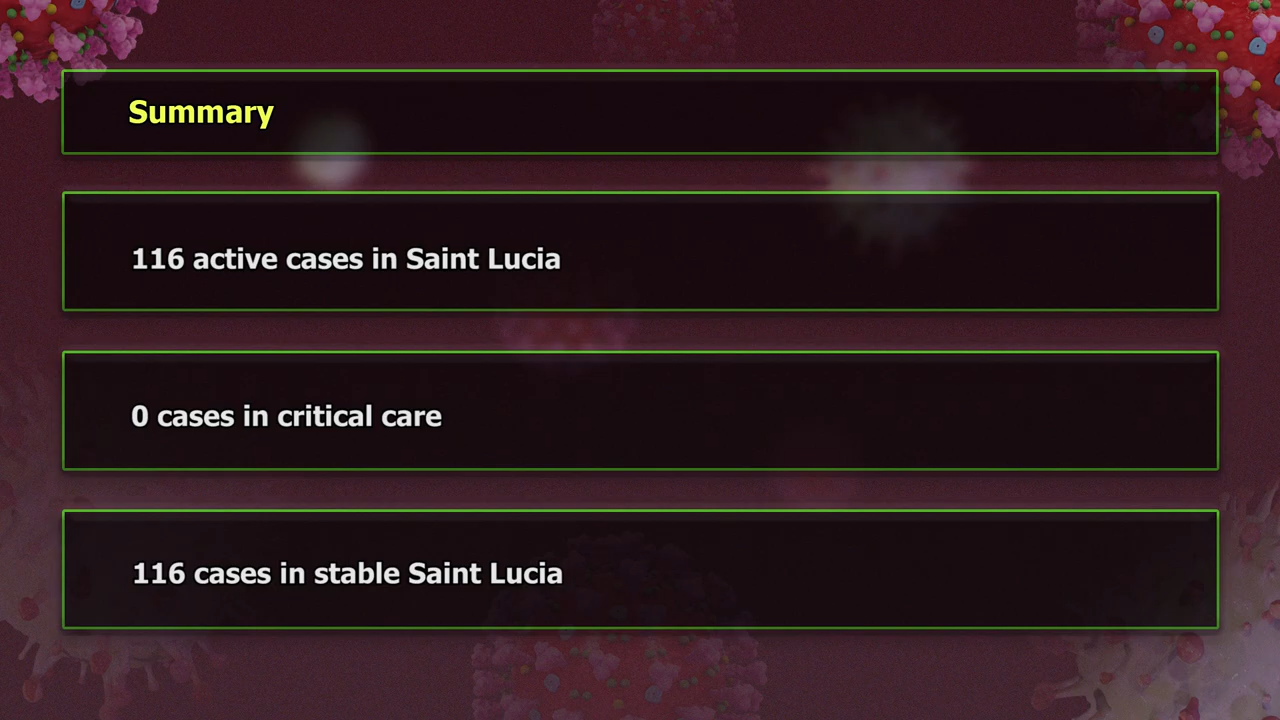 Summary
116 active cases in Saint Lucia
0 cases in critical care
116 cases in stable Saint Lucia